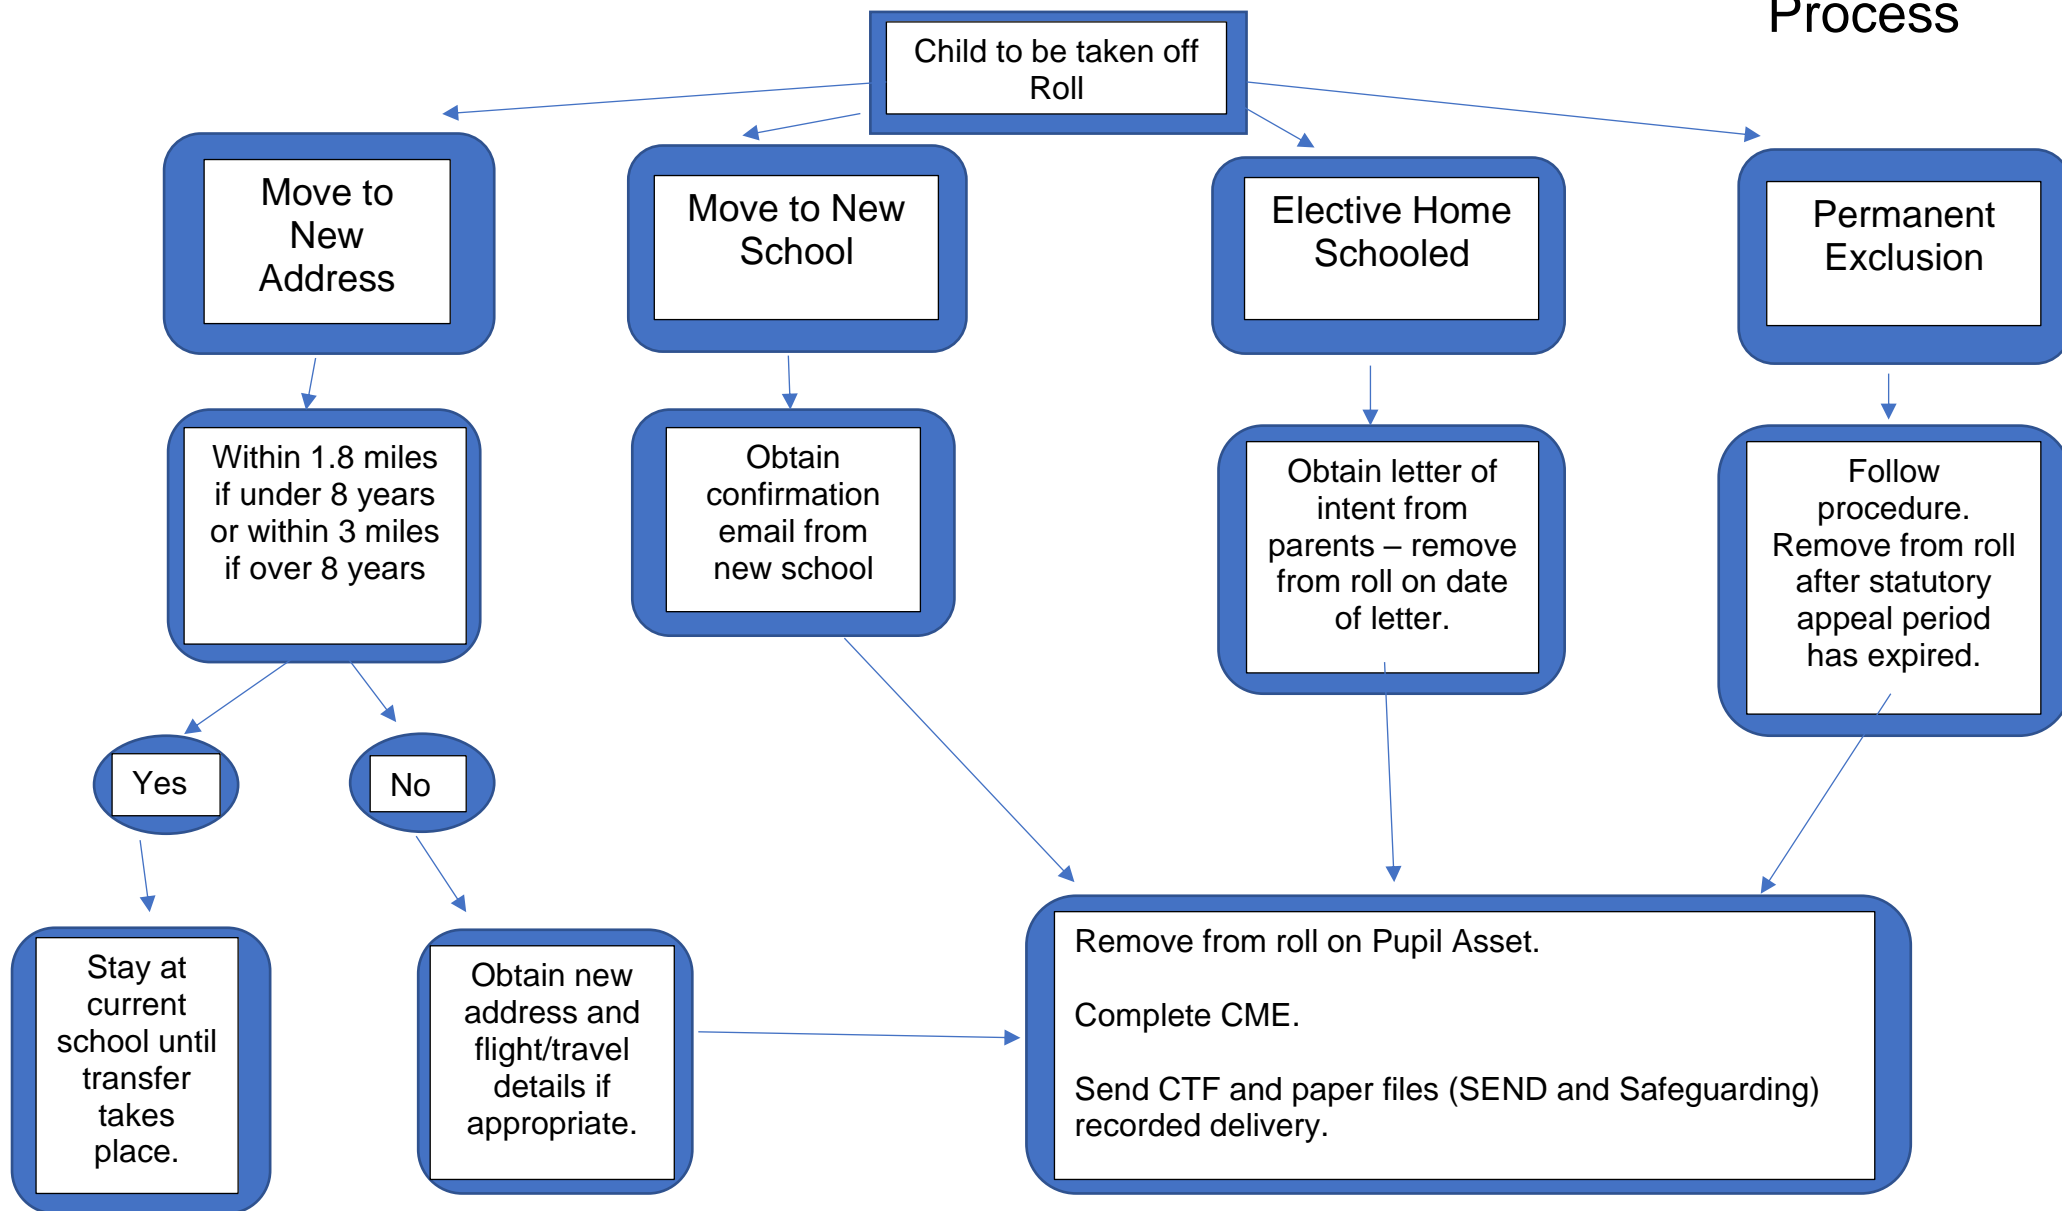 Process
Child to be taken off
Roll
Move to
New
Address
Move to New
School
Elective Home
Schooled
Permanent
Exclusion
Within 1.8 miles
if under 8 years
or within 3 miles
if over 8 years
Obtain
confirmation
email from
new school
Obtain letter of
intent from
parents – remove
from roll on date
of letter.
Follow
procedure.
Remove from roll
after statutory
appeal period
has expired.
Yes
No
Stay at
current
school until
transfer
takes
place.
Obtain new
address and
flight/travel
details if
appropriate.
Remove from roll on Pupil Asset.
Complete CME.
Send CTF and paper files (SEND and Safeguarding)
recorded delivery.